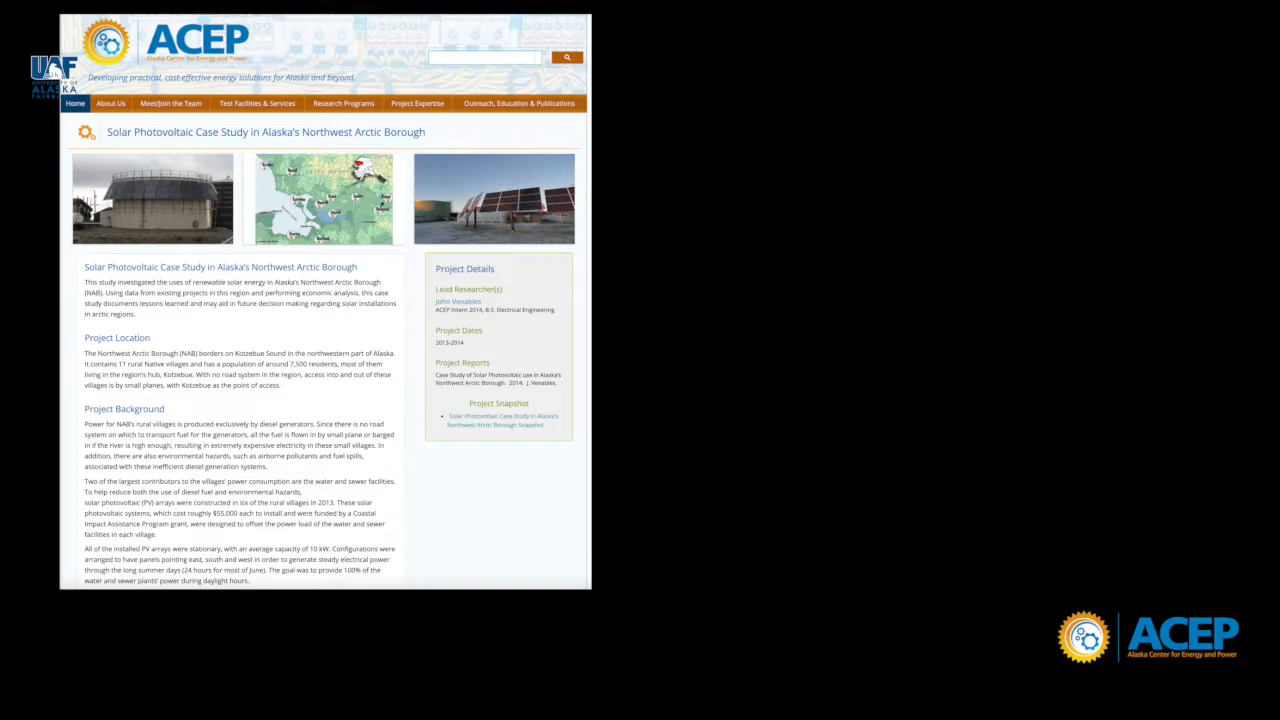 ACEP
Alaska Center for Energy and Power
UAF
UNIVERSITY OF
ALASKA
FAIRBANKS
Developing practical, cost-effective energy solutions for Alaska and beyond.
Home About Us Meet/Join the Team Test Facilities & Services Research Programs Project Expertise Outreach, Education & Publications
Solar Photovoltaic Case Study in Alaska's Northwest Arctic Borough
Solar Photovoltaic Case Study in Alaska's Northwest Arctic Borough
This study investigated the uses of renewable solar energy in Alaska's Northwest Arctic Borough
(NAB). Using data from existing projects in this region and performing economic analysis, this case
study documents lessons learned and may aid in future decision making regarding solar installations
in arctic regions.
Project Location
The Northwest Arctic Borough (NAB) borders on Kotzebue Sound in the northwestern part of Alaska.
It contains 11 rural Native villages and has a population of around 7,500 residents, most of them
living in the region's hub, Kotzebue. With no road system in the region, access into and out of these
villages is by small planes, with Kotzebue as the point of access.
Project Background
Power for NAB's rural villages is produced exclusively by diesel generators. Since there is no road
system on which to transport fuel for the generators, all the fuel is flown in by small plane or barged
in if the river is high enough, resulting in extremely expensive electricity in these small villages. In
addition, there are also environmental hazards, such as airborne pollutants and fuel spills,
associated with these inefficient diesel generation systems.
Two of the largest contributors to the villages' power consumption are the water and sewer facilities.
To help reduce both the use of diesel fuel and environmental hazards,
solar photovoltaic (PV) arrays were constructed in six of the rural villages in 2013. These solar
photovoltaic systems, which cost roughly $55,000 each to install and were funded by a Coastal
Impact Assistance Program grant, were designed to offset the power load of the water and sewer
facilities in each village.
All of the installed PV arrays were stationary, with an average capacity of 10 kW. Configurations were
arranged to have panels pointing east, south and west in order to generate steady electrical power
through the long summer days (24 hours for most of June). The goal was to provide 100% of the
water and sewer plants' power during daylight hours.
Project Details
Lead Researcher(s)
John Venables
ACEP Intern 2014, B.S. Electrical Engineering
Project Dates
2013-2014
Project Reports
Case Study of Solar Photovoltaic use in Alaska's
Northwest Arctic Borough. 2014. J. Venables.
Project Snapshot
• Solar Photovoltaic Case Study in Alaska's
Northwest Arctic Borough Snapshot
ACEP
Alaska Center for Energy and Power